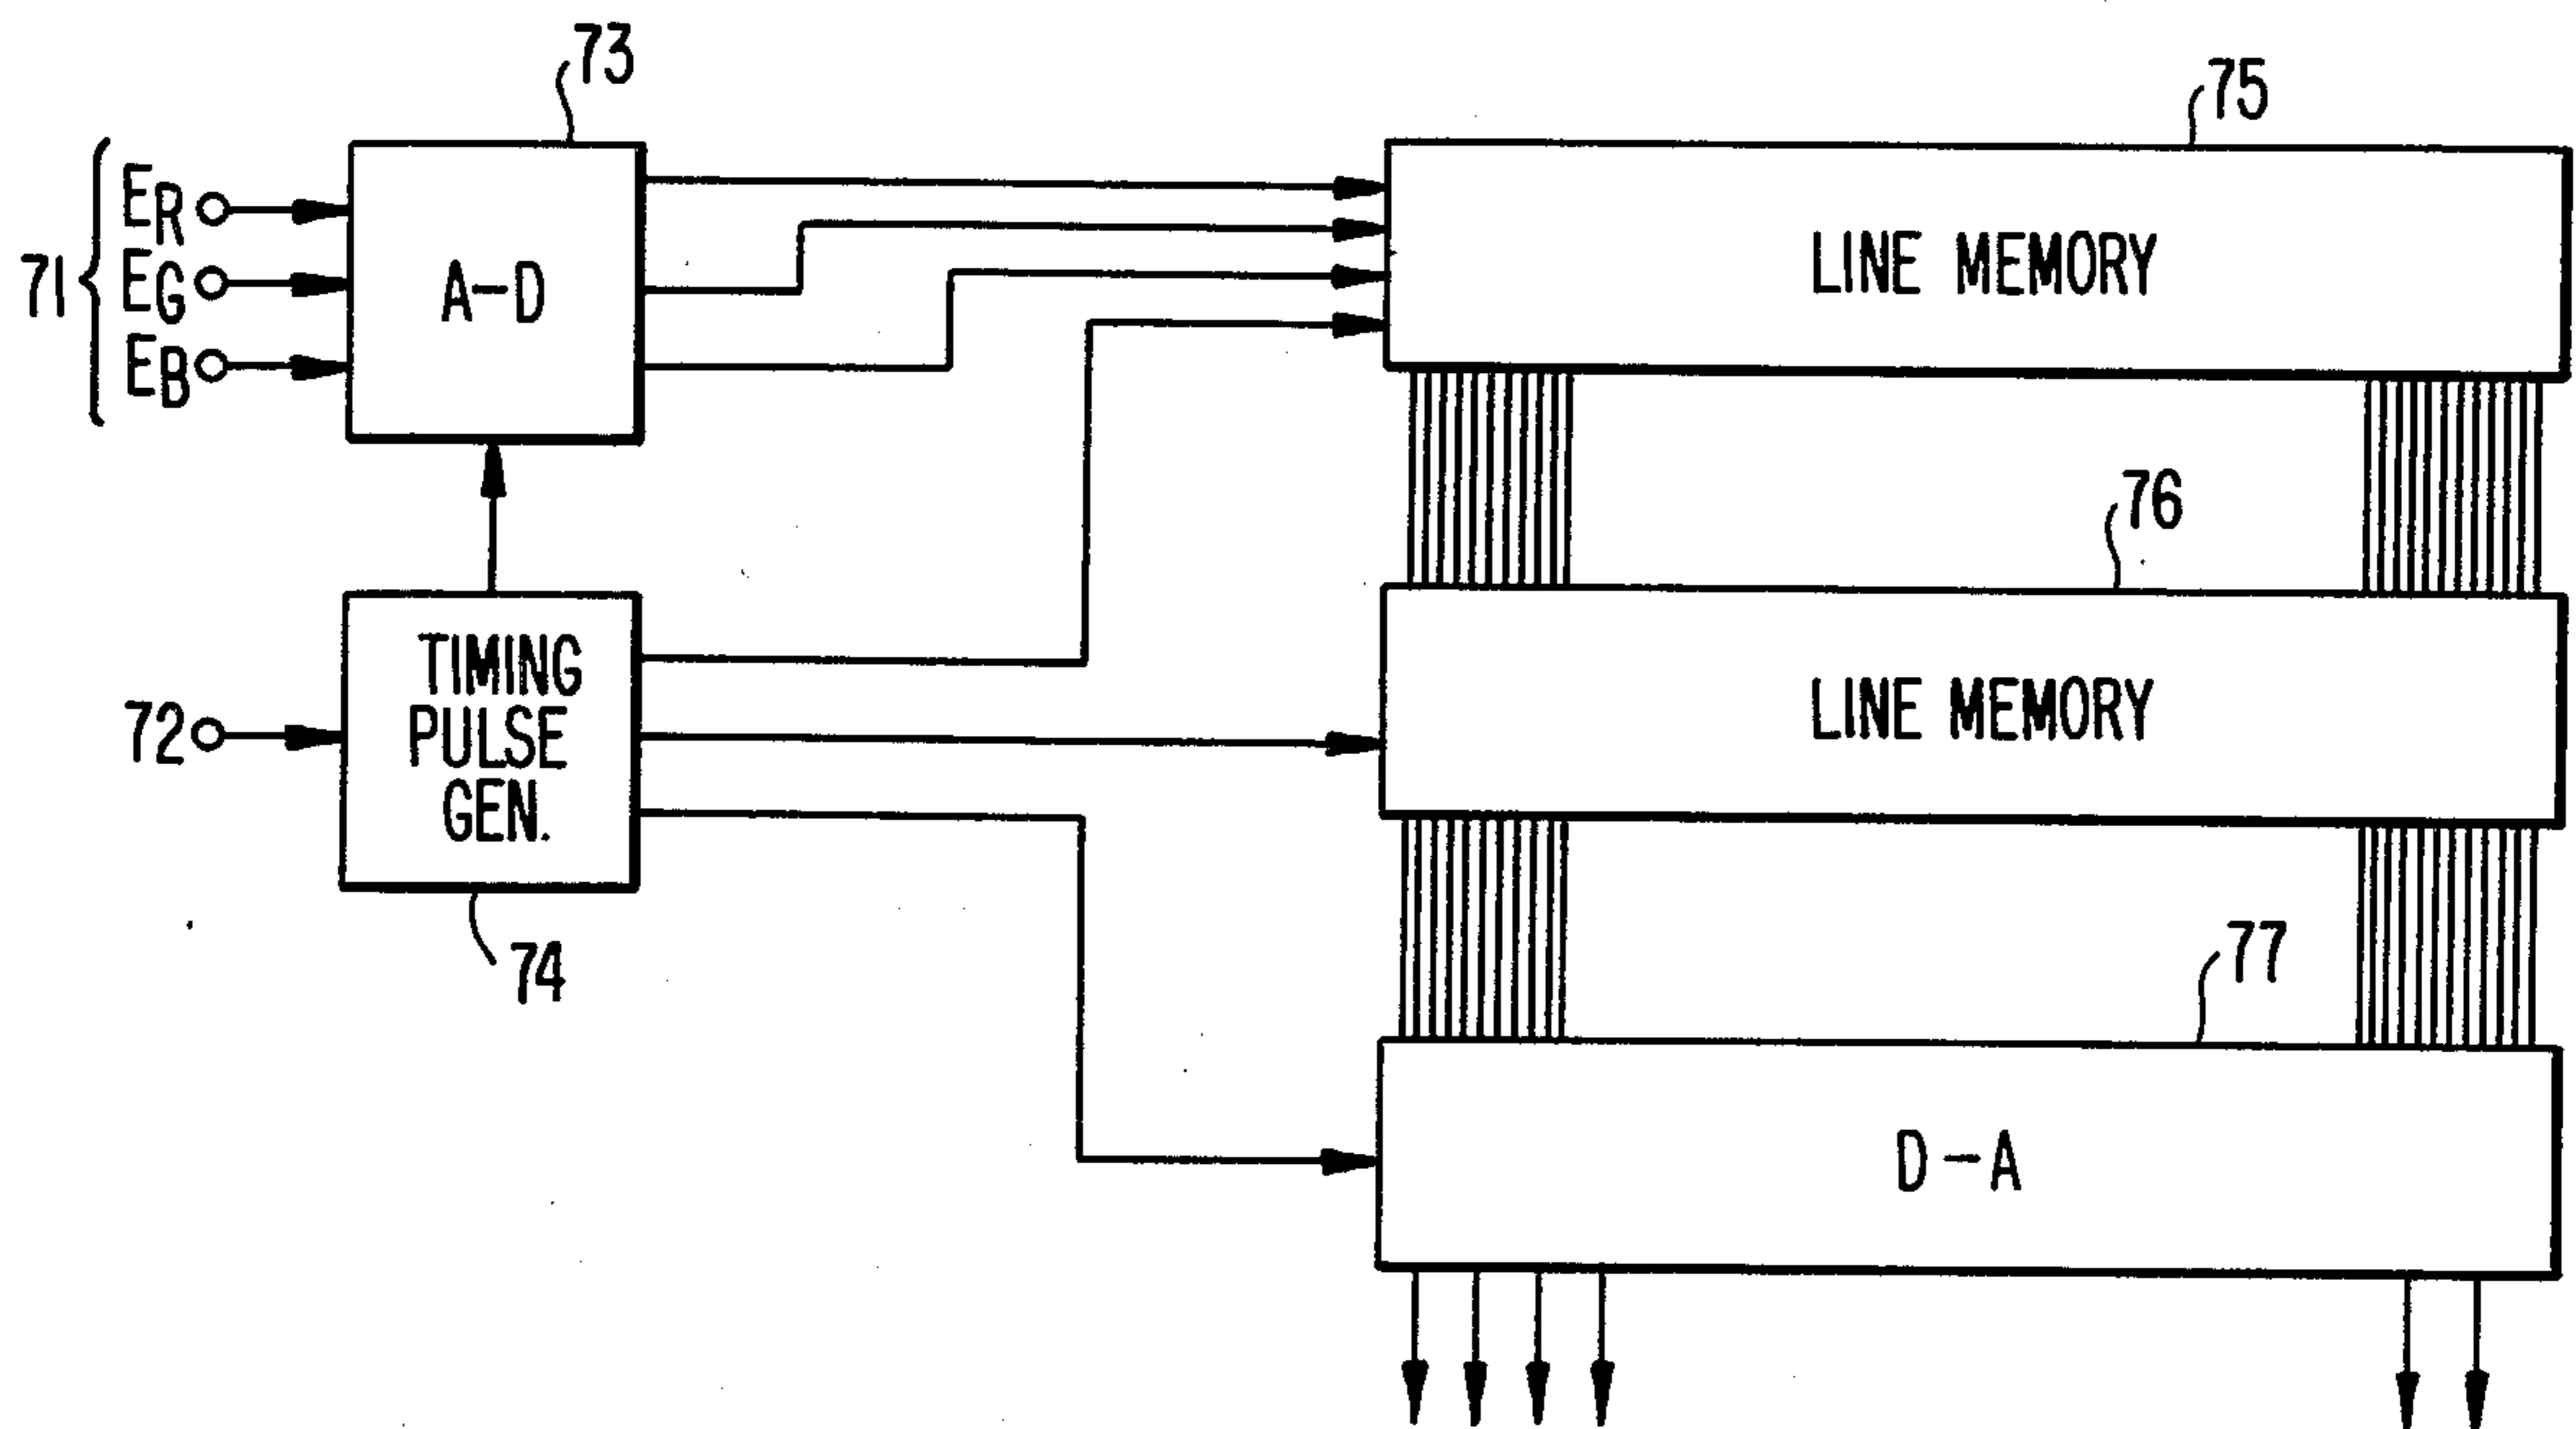 73
75
71
ER
EG
EB
A-D
LINE MEMORY
76
72
TIMING
PULSE
GEN.
LINE MEMORY
74
77
D-A